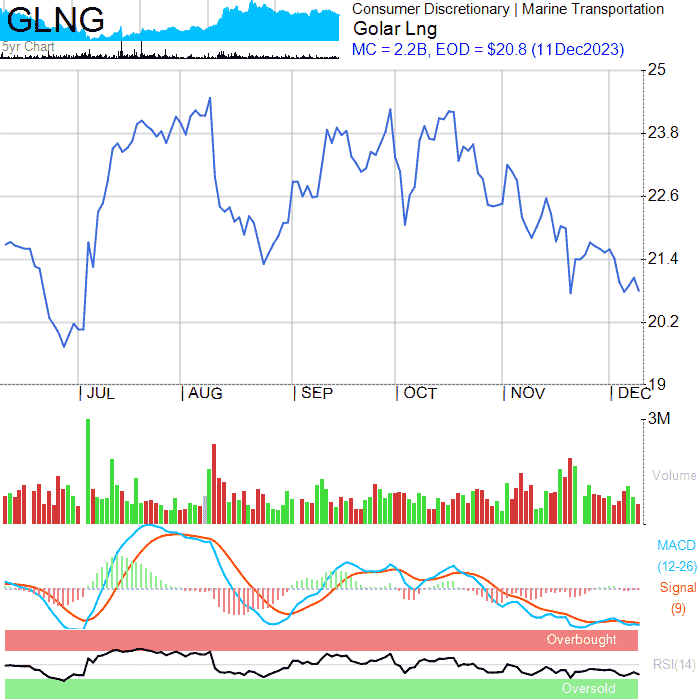 GLNG
5yr Chart
Consumer Discretionary | Marine Transportation
Golar Lng
MC = 2.2B, EOD = $20.8 (11Dec2023)
25
23.8
22.6
21.4
20.2
19
| JUL | AUG | SEP | OCT | NOV | DEC
3M
Volume
MACD
(12-26)
Signal
(9)
Overbought
RSI(14)
Oversold